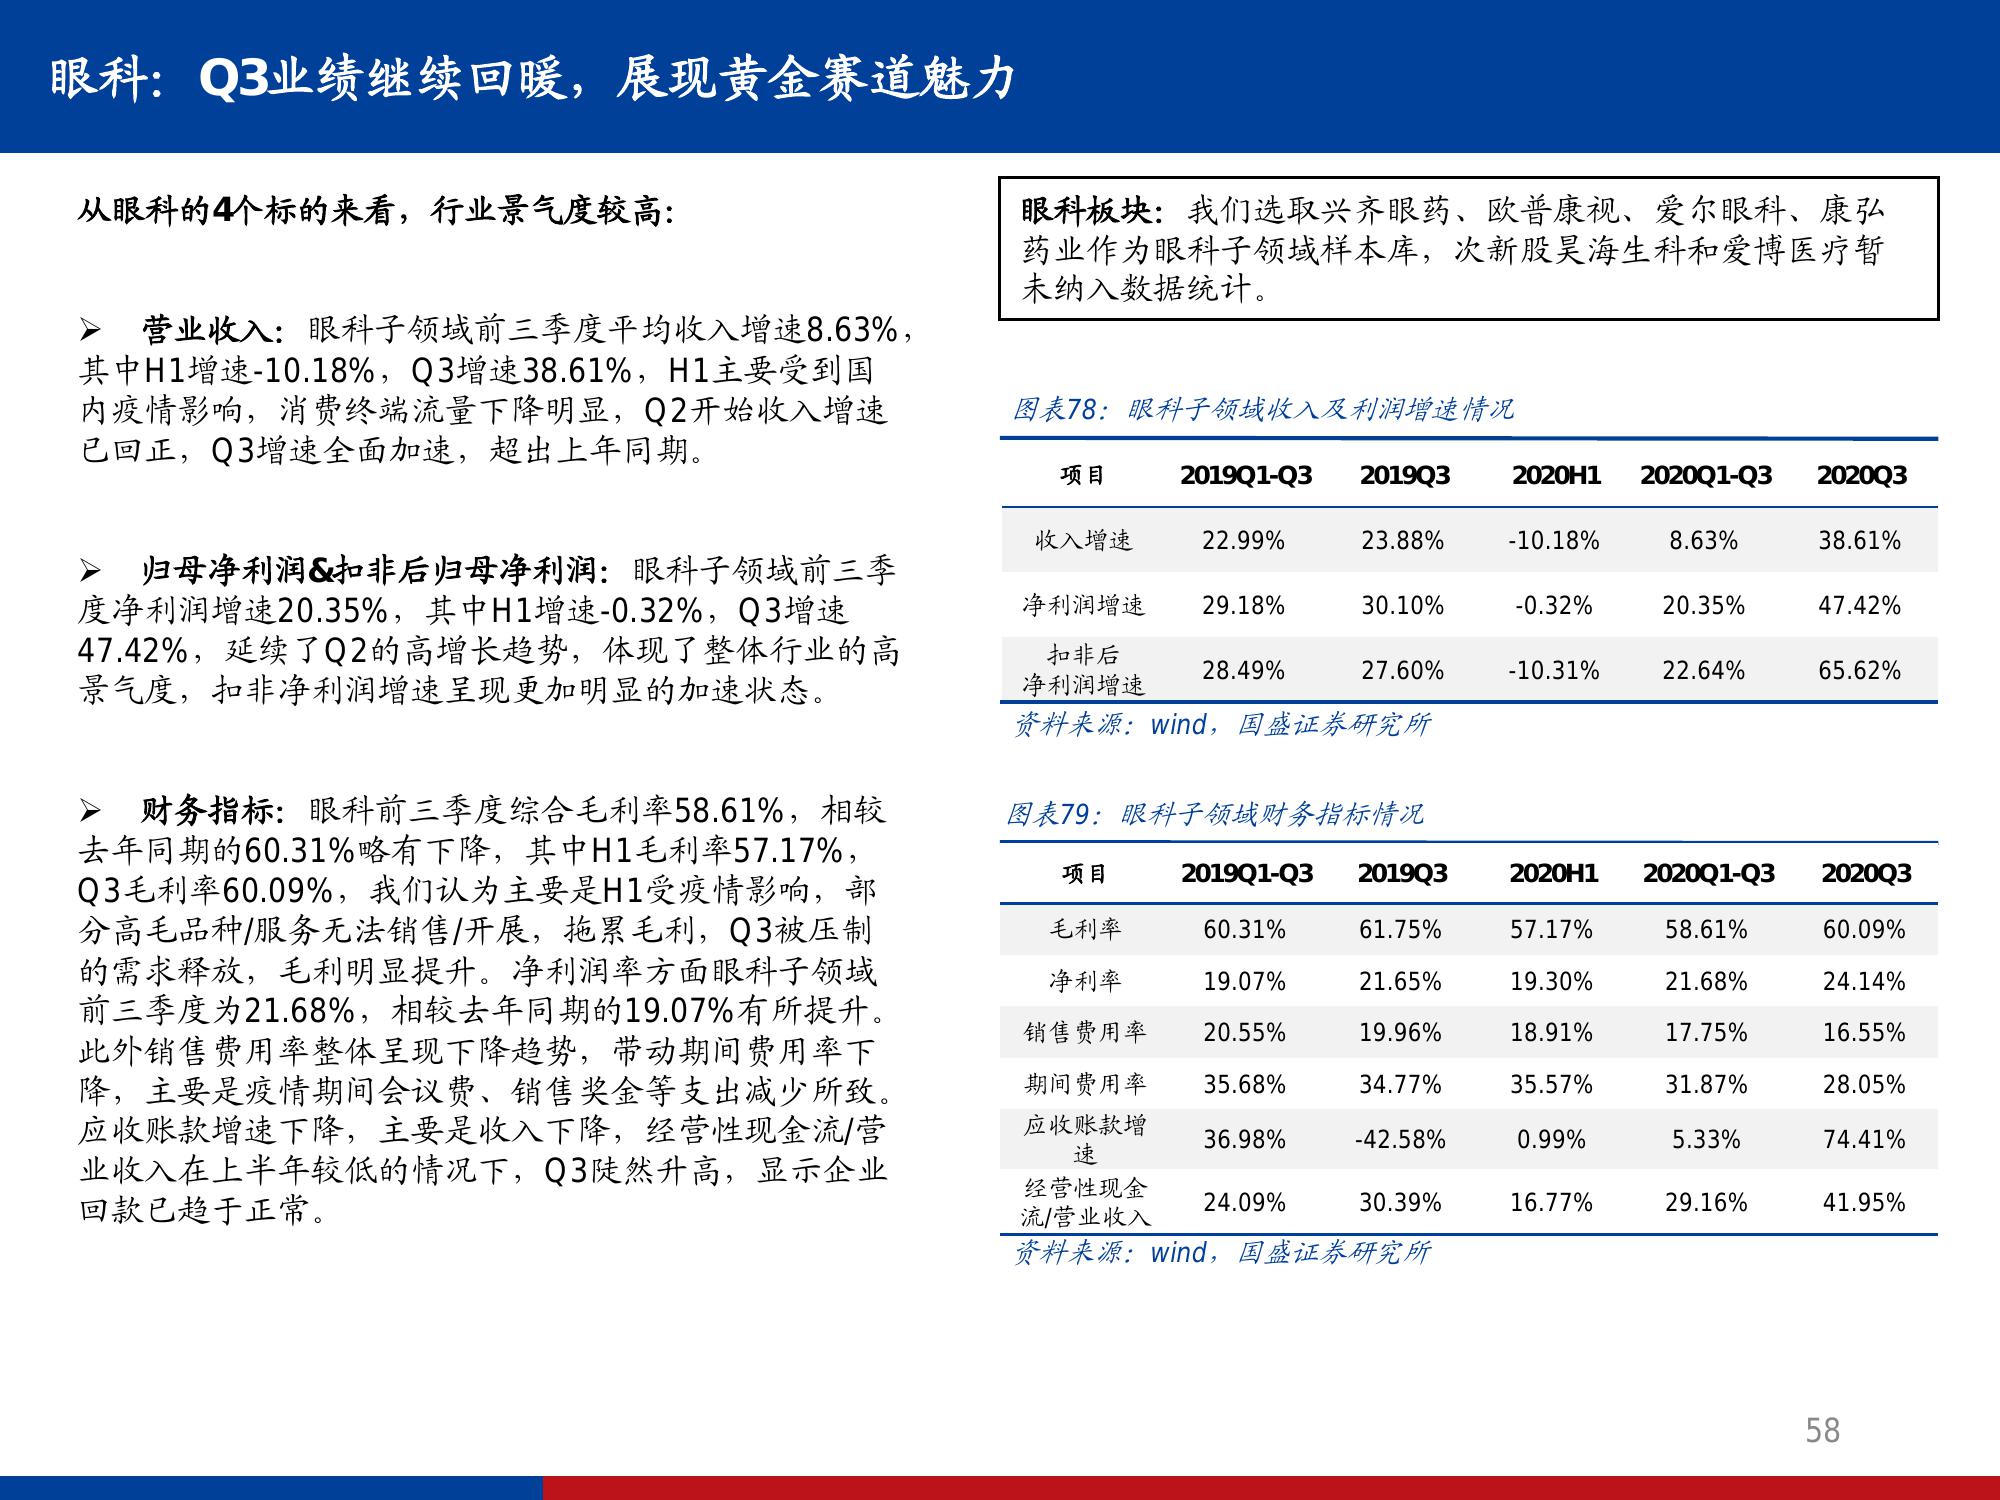 眼科：Q3业绩继续回暖，展现黄金赛道魅力
从眼科的4个标的来看，行业景气度较高：
➢ 营业收入：眼科子领域前三季度平均收入增速8.63%，
其中H1增速-10.18%，Q3增速38.61%，H1主要受到国
内疫情影响，消费终端流量下降明显，Q2开始收入增速
已回正，Q3增速全面加速，超出上年同期。
➢ 归母净利润&扣非后归母净利润：眼科子领域前三季
度净利润增速20.35%，其中H1增速-0.32%，Q3增速
47.42%，延续了Q2的高增长趋势，体现了整体行业的高
景气度，扣非净利润增速呈现更加明显的加速状态。
➢ 财务指标：眼科前三季度综合毛利率58.61%，相较
去年同期的60.31%略有下降，其中H1毛利率57.17%，
Q3毛利率60.09%，我们认为主要是H1受疫情影响，部
分高毛品种/服务无法销售/开展，拖累毛利，Q3被压制
的需求释放，毛利明显提升。净利润率方面眼科子领域
前三季度为21.68%，相较去年同期的19.07%有所提升。
此外销售费用率整体呈现下降趋势，带动期间费用率下
降，主要是疫情期间会议费、销售奖金等支出减少所致。
应收账款增速下降，主要是收入下降，经营性现金流/营
业收入在上半年较低的情况下，Q3陡然升高，显示企业
回款已趋于正常。
眼科板块：我们选取兴齐眼药、欧普康视、爱尔眼科、康弘
药业作为眼科子领域样本库，次新股昊海生科和爱博医疗暂
未纳入数据统计。
图表78：眼科子领域收入及利润增速情况
项目 2019Q1-Q3 2019Q3 2020H1 2020Q1-Q3 2020Q3
收入增速 22.99% 23.88% -10.18% 8.63% 38.61%
净利润增速 29.18% 30.10% -0.32% 20.35% 47.42%
扣非后
净利润增速 28.49% 27.60% -10.31% 22.64% 65.62%
资料来源：wind，国盛证券研究所
图表79：眼科子领域财务指标情况
项目 2019Q1-Q3 2019Q3 2020H1 2020Q1-Q3 2020Q3
毛利率 60.31% 61.75% 57.17% 58.61% 60.09%
净利率 19.07% 21.65% 19.30% 21.68% 24.14%
销售费用率 20.55% 19.96% 18.91% 17.75% 16.55%
期间费用率 35.68% 34.77% 35.57% 31.87% 28.05%
应收账款增
速 36.98% -42.58% 0.99% 5.33% 74.41%
经营性现金
流/营业收入 24.09% 30.39% 16.77% 29.16% 41.95%
资料来源：wind，国盛证券研究所
58